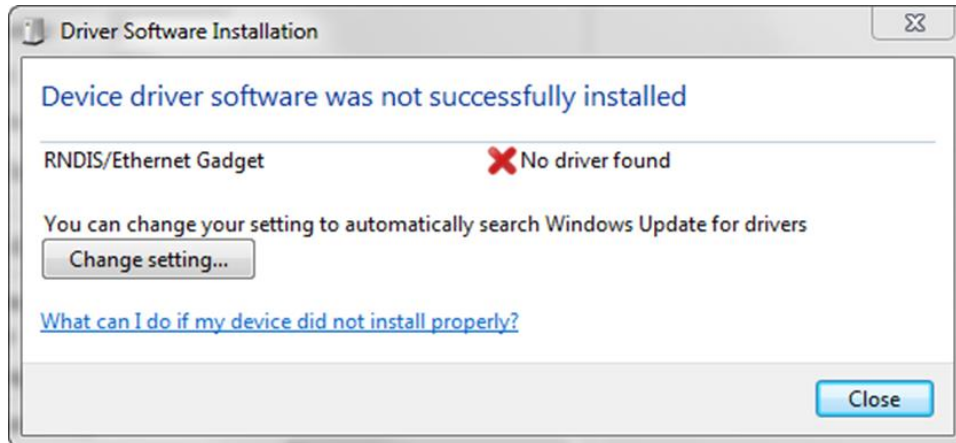 Driver Software Installation
Device driver software was not successfully installed
RNDIS/Ethernet Gadget No driver found
You can change your setting to automatically search Windows Update for drivers
Change setting...
What can I do if my device did not install properly?
Close